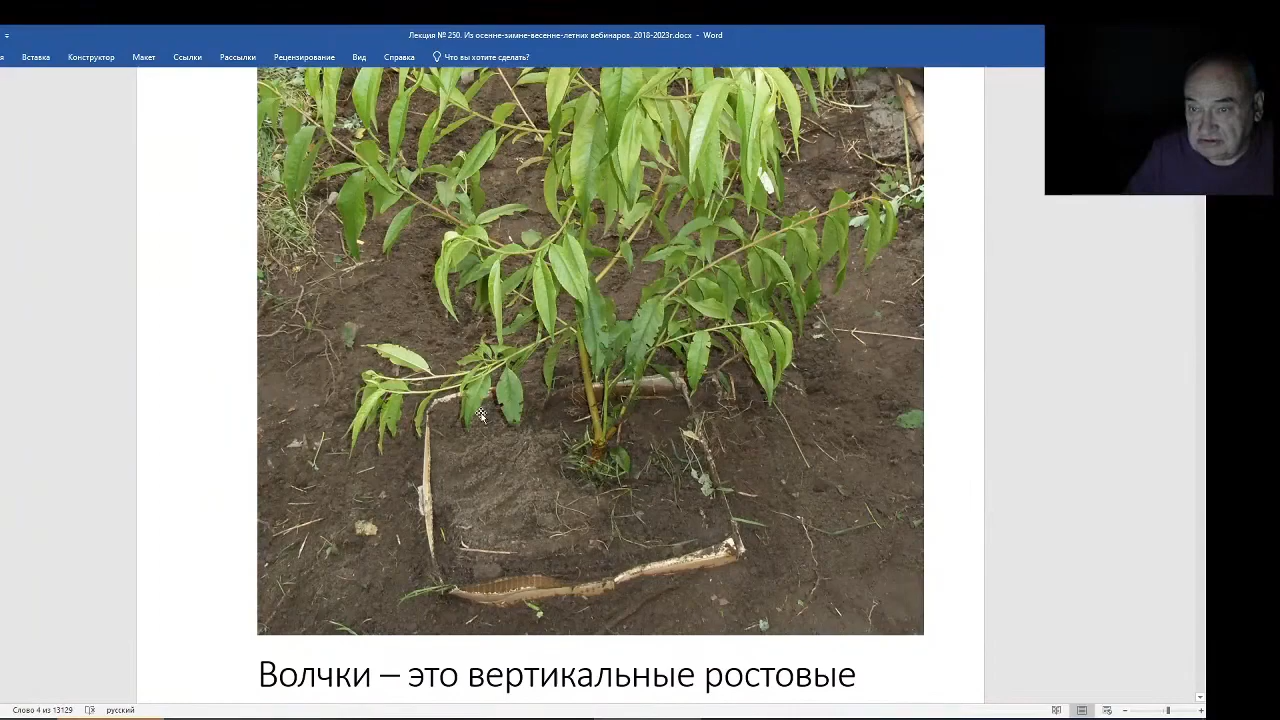 Лекция № 250. Из осенне-зимне-весенне-летних вебинаров, 2018-2023г.docx - Word
я Вставка Конструктор Макет Ссылки Рассылки Рецензирование Вид Справка Что вы хотите сделать?
Волчки – это вертикальные ростовые
Слово 4 из 13129 русский